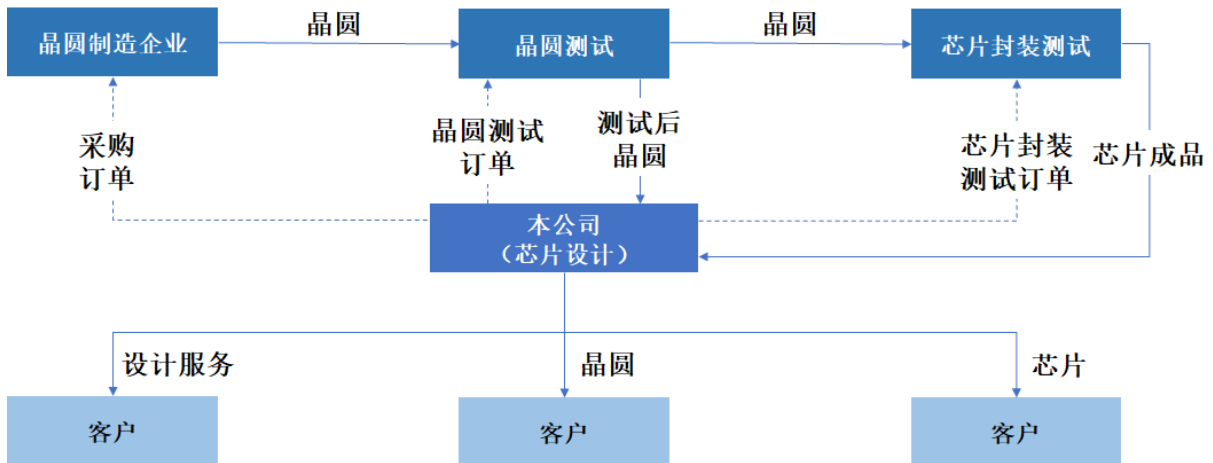 晶圆
晶圆
晶圆制造企业
晶圆测试
芯片封装测试
采购
订单
晶圆测试
订单
测试后
晶圆
芯片封装
测试订单
芯片成品
本公司
（芯片设计）
设计服务
晶圆
芯片
客户
客户
客户